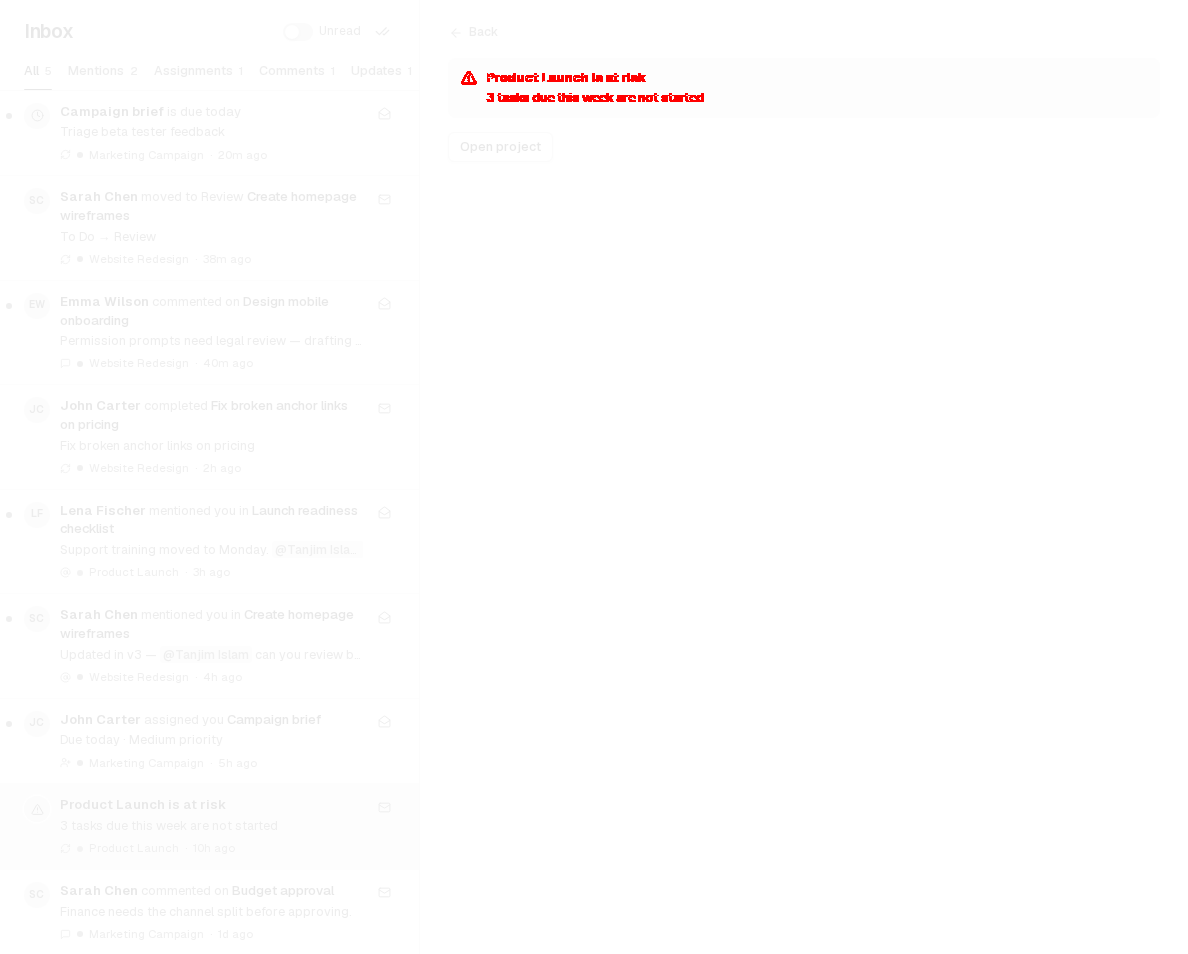 Inbox
Unread
All 5 Mentions 2 Assignments 1 Comments 1 Updates 1
Campaign brief is due today
Triage beta tester feedback
Marketing Campaign · 20m ago
SC
Sarah Chen moved to Review Create homepage
wireframes
To Do → Review
Website Redesign · 38m ago
EW
Emma Wilson commented on Design mobile
onboarding
Permission prompts need legal review — drafting ...
Website Redesign · 40m ago
JC
John Carter completed Fix broken anchor links
on pricing
Fix broken anchor links on pricing
Website Redesign · 2h ago
LF
Lena Fischer mentioned you in Launch readiness
checklist
Support training moved to Monday. @Tanjim Isla...
Product Launch · 3h ago
SC
Sarah Chen mentioned you in Create homepage
wireframes
Updated in v3 — @Tanjim Islam can you review b...
Website Redesign · 4h ago
JC
John Carter assigned you Campaign brief
Due today · Medium priority
Marketing Campaign · 5h ago
Product Launch is at risk
3 tasks due this week are not started
Product Launch · 10h ago
SC
Sarah Chen commented on Budget approval
Finance needs the channel split before approving.
Marketing Campaign · 1d ago
Back
Product Launch is at risk
3 tasks due this week are not started
Open project